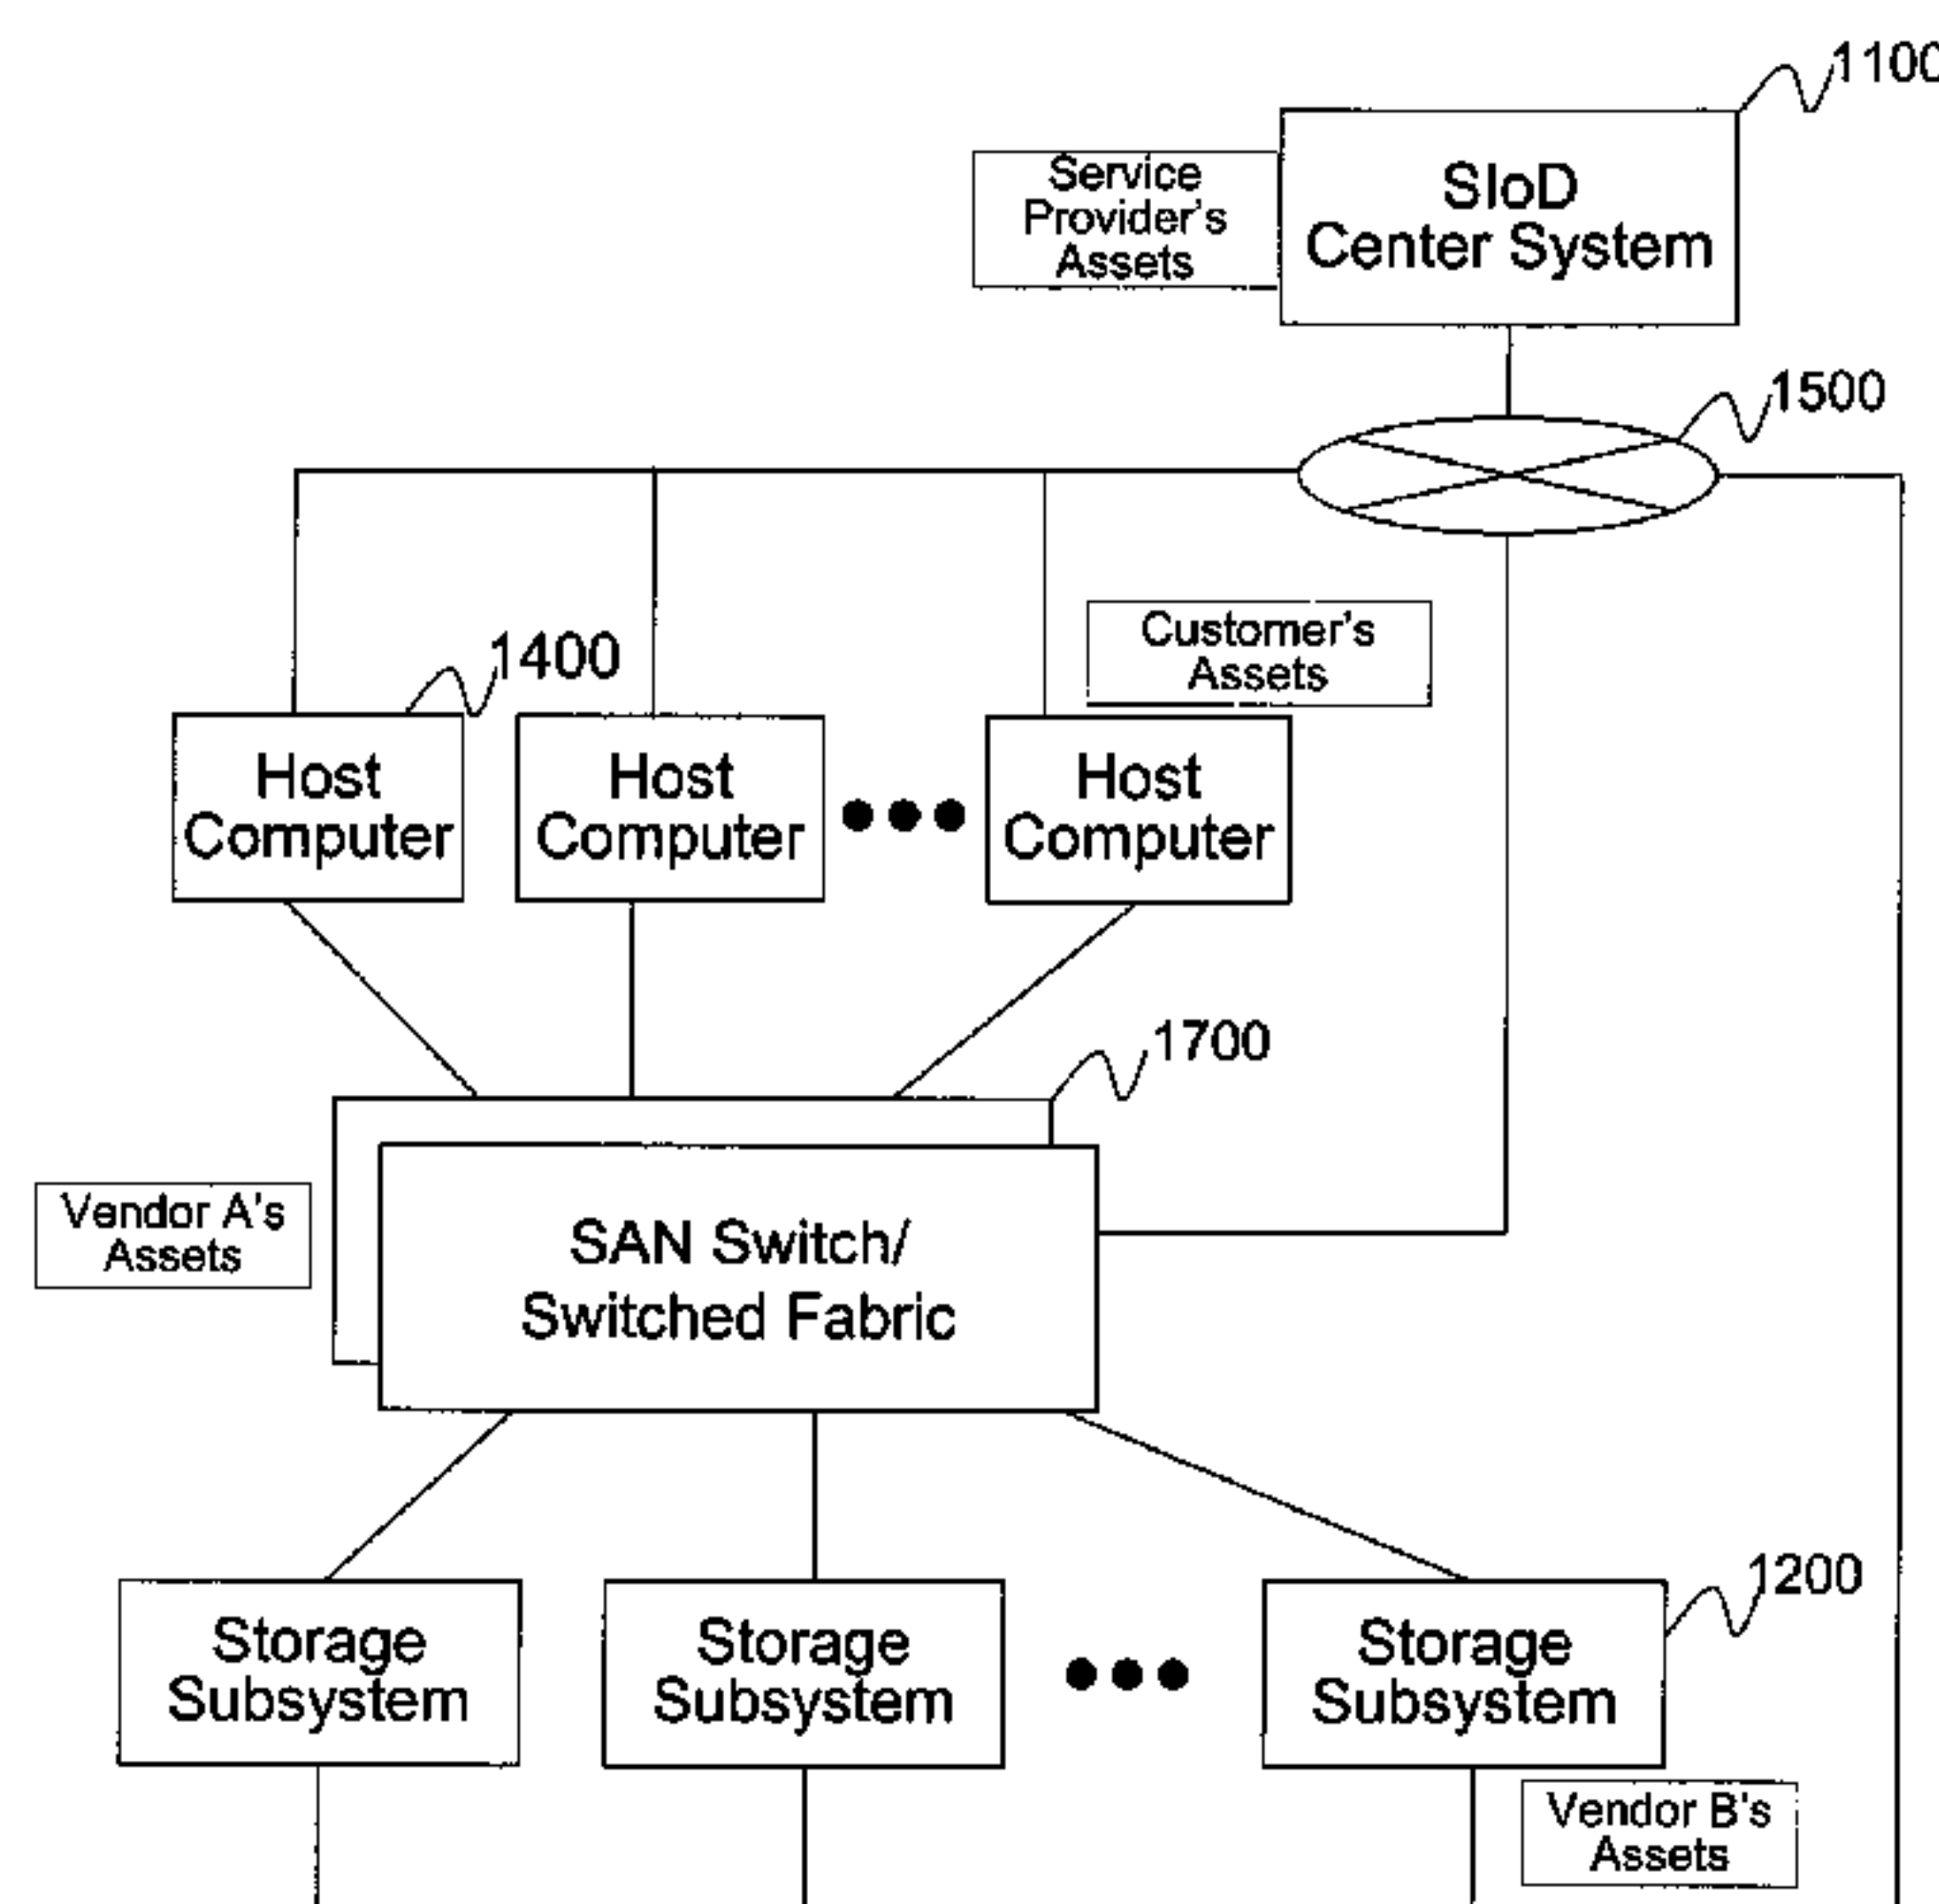 1100
Service
Provider's
Assets
SIoD
Center System
1500
Customer's
Assets
1400
Host
Computer
Host
Computer
Host
Computer
1700
Vendor A's
Assets
SAN Switch/
Switched Fabric
1200
Storage
Subsystem
Storage
Subsystem
Storage
Subsystem
Vendor B's
Assets